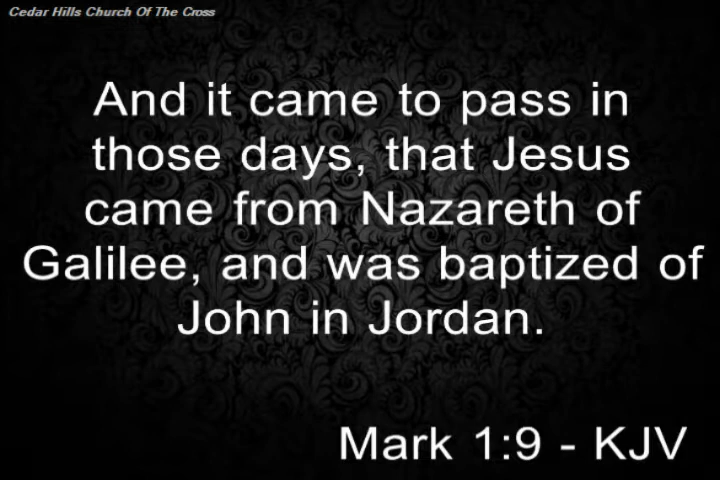 Cedar Hills Church Of The Cross
And it came to pass in
those days, that Jesus
came from Nazareth of
Galilee, and was baptized of
John in Jordan.
Mark 1:9 - KJV